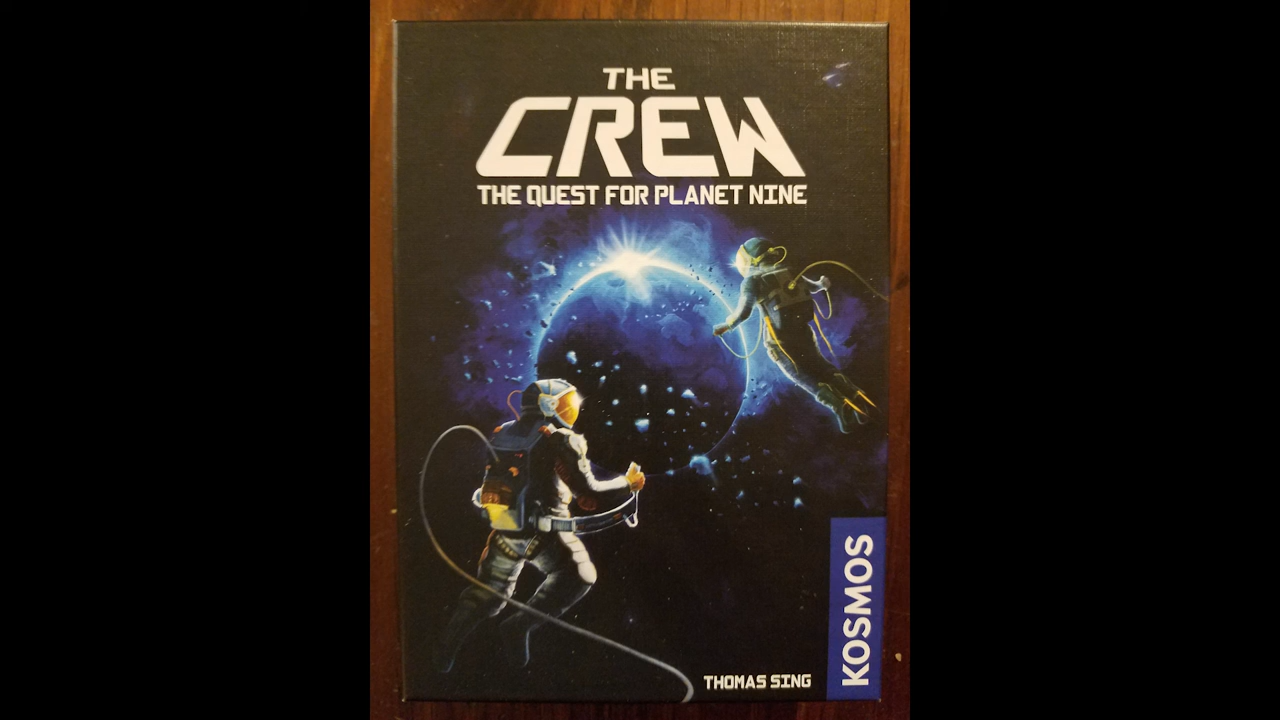 THE
CREW
THE QUEST FOR PLANET NINE
THOMAS SING
KOSMOS